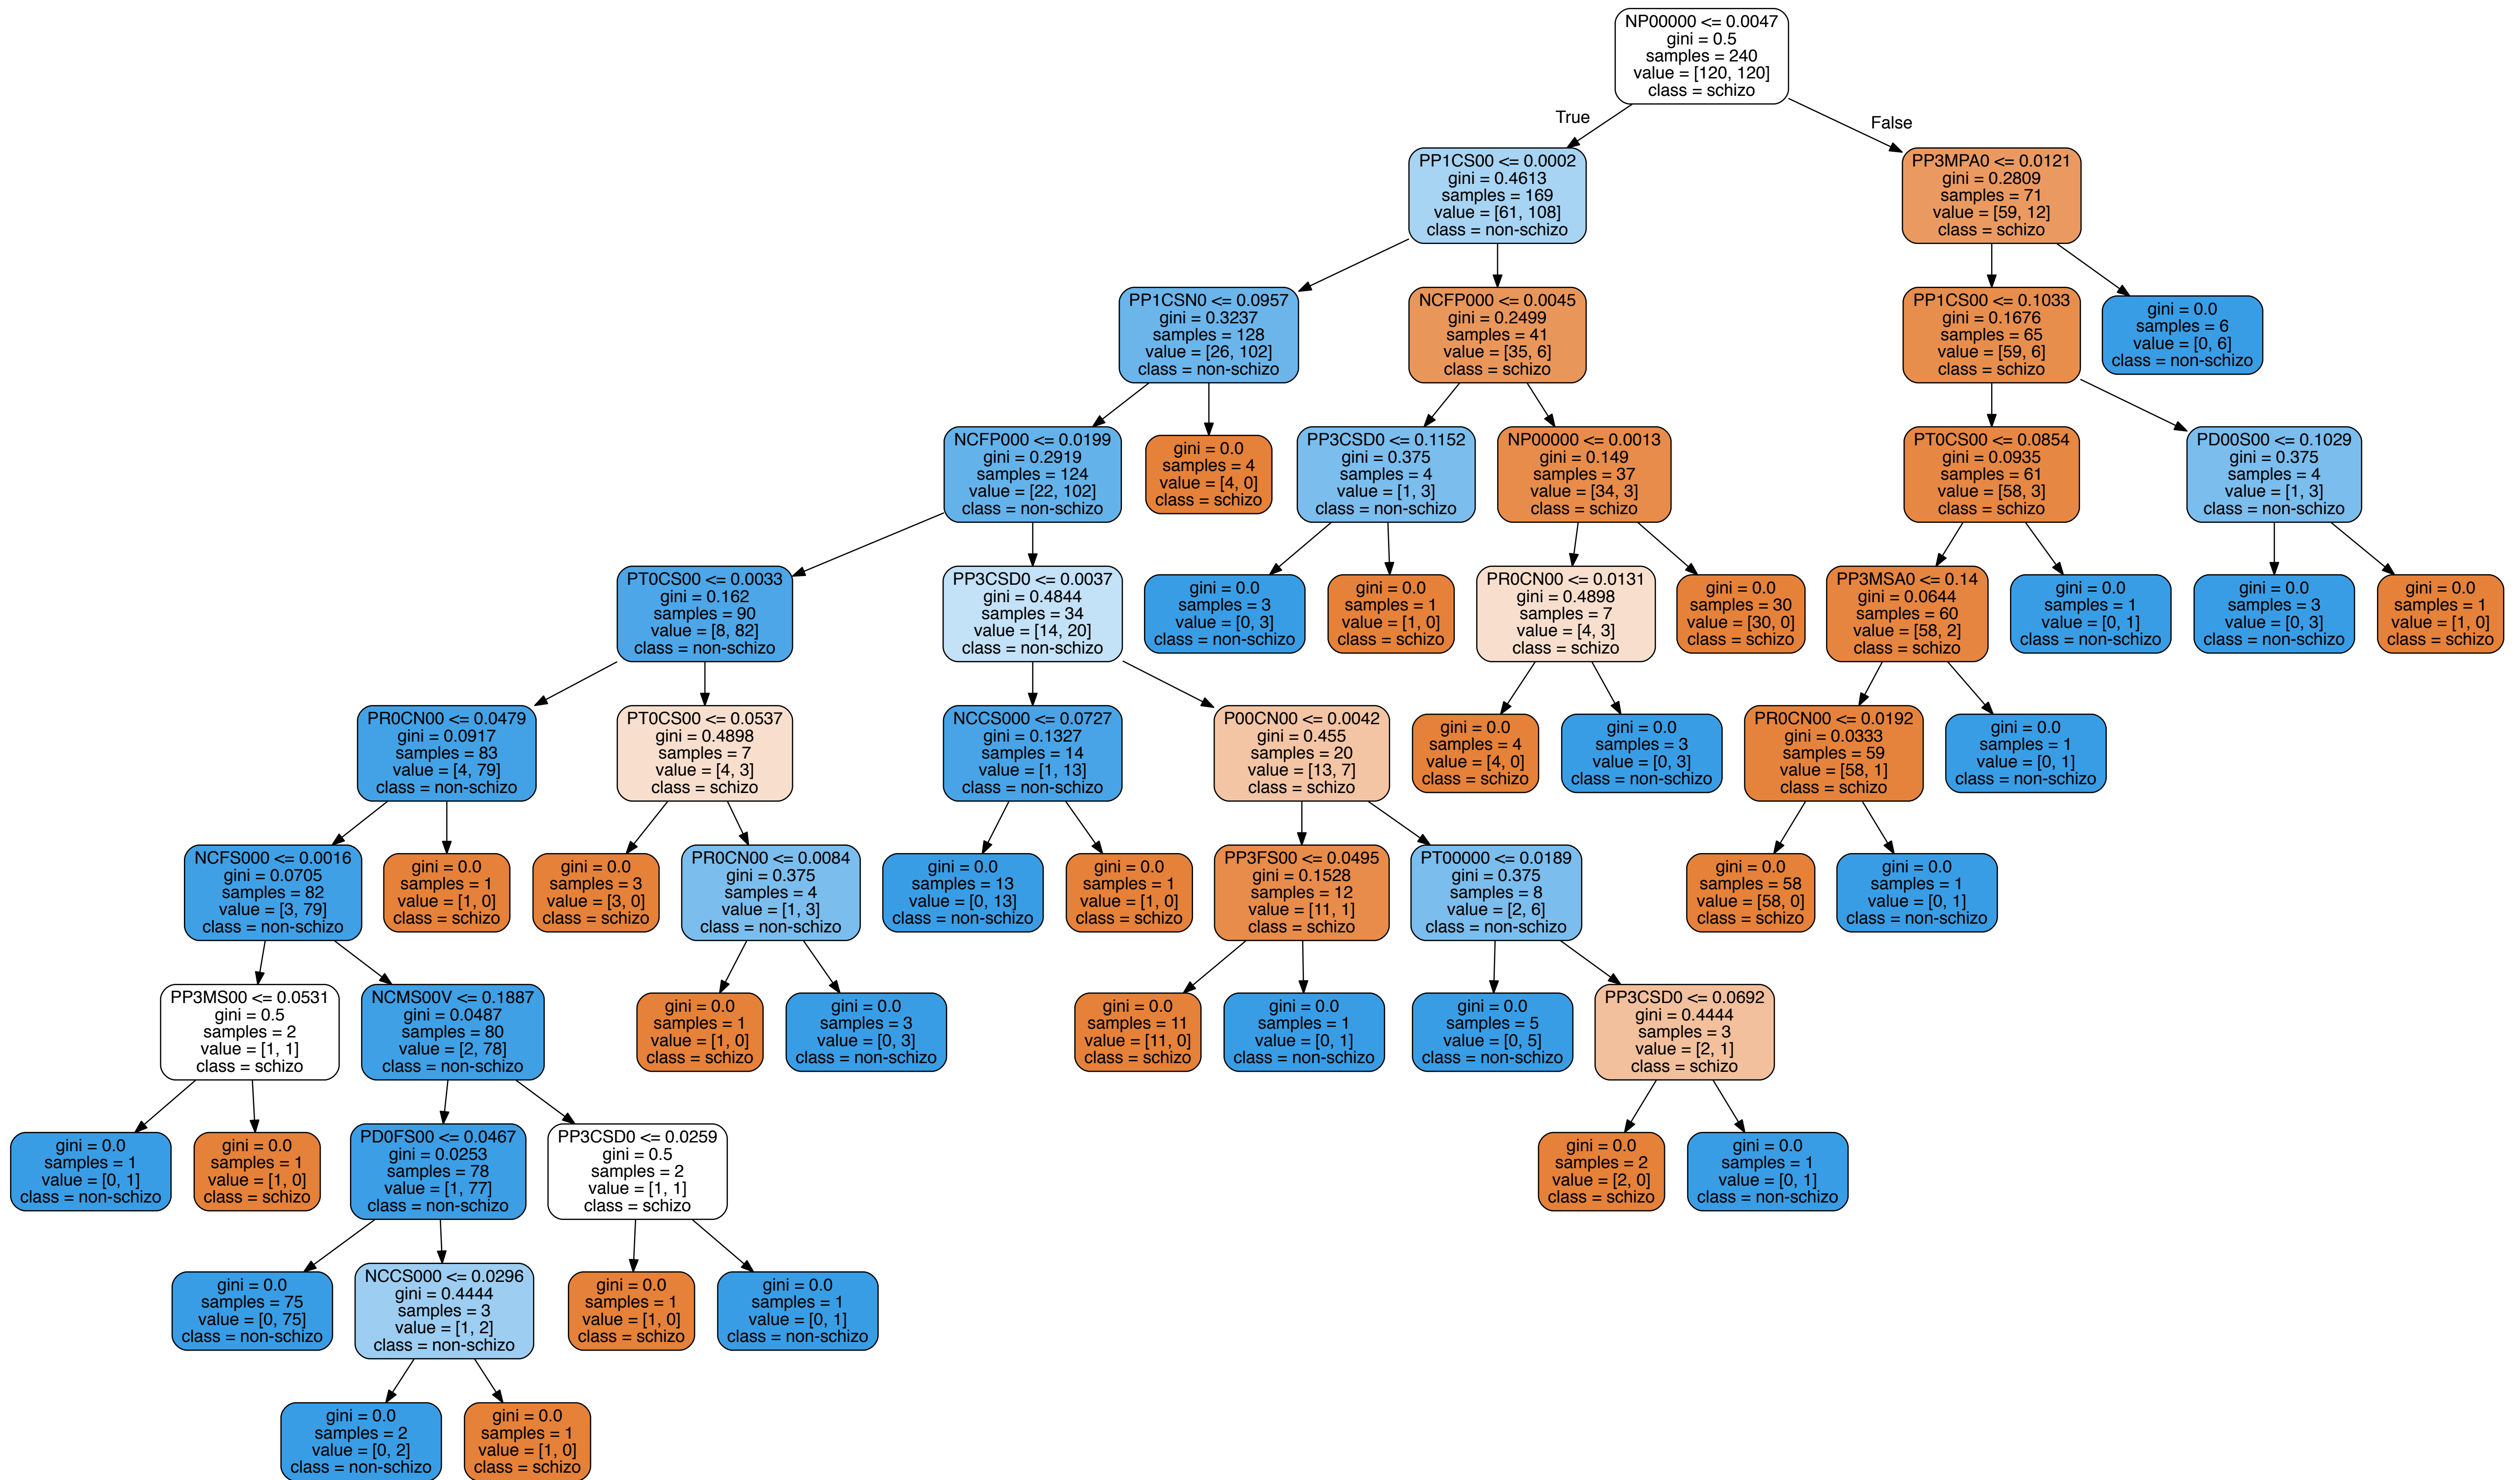 NP00000 <= 0.0047
gini = 0.5
samples = 240
value = [120, 120]
class = schizo
True
False
PP1CS00 <= 0.0002
gini = 0.4613
samples = 169
value = [61, 108]
class = non-schizo
PP3MPA0 <= 0.0121
gini = 0.2809
samples = 71
value = [59, 12]
class = schizo
PP1CSN0 <= 0.0957
gini = 0.3237
samples = 128
value = [26, 102]
class = non-schizo
NCFP000 <= 0.0045
gini = 0.2499
samples = 41
value = [35, 6]
class = schizo
PP1CS00 <= 0.1033
gini = 0.1676
samples = 65
value = [59, 6]
class = schizo
gini = 0.0
samples = 6
value = [0, 6]
class = non-schizo
NCFP000 <= 0.0199
gini = 0.2919
samples = 124
value = [22, 102]
class = non-schizo
gini = 0.0
samples = 4
value = [4, 0]
class = schizo
PP3CSD0 <= 0.1152
gini = 0.375
samples = 4
value = [1, 3]
class = non-schizo
NP00000 <= 0.0013
gini = 0.149
samples = 37
value = [34, 3]
class = schizo
PT0CS00 <= 0.0854
gini = 0.0935
samples = 61
value = [58, 3]
class = schizo
PD00S00 <= 0.1029
gini = 0.375
samples = 4
value = [1, 3]
class = non-schizo
PT0CS00 <= 0.0033
gini = 0.162
samples = 90
value = [8, 82]
class = non-schizo
PP3CSD0 <= 0.0037
gini = 0.4844
samples = 34
value = [14, 20]
class = non-schizo
gini = 0.0
samples = 3
value = [0, 3]
class = non-schizo
gini = 0.0
samples = 1
value = [1, 0]
class = schizo
PR0CN00 <= 0.0131
gini = 0.4898
samples = 7
value = [4, 3]
class = schizo
gini = 0.0
samples = 30
value = [30, 0]
class = schizo
PP3MSA0 <= 0.14
gini = 0.0644
samples = 60
value = [58, 2]
class = schizo
gini = 0.0
samples = 1
value = [0, 1]
class = non-schizo
gini = 0.0
samples = 3
value = [0, 3]
class = non-schizo
gini = 0.0
samples = 1
value = [1, 0]
class = schizo
PR0CN00 <= 0.0479
gini = 0.0917
samples = 83
value = [4, 79]
class = non-schizo
PT0CS00 <= 0.0537
gini = 0.4898
samples = 7
value = [4, 3]
class = schizo
NCCS000 <= 0.0727
gini = 0.1327
samples = 14
value = [1, 13]
class = non-schizo
P00CN00 <= 0.0042
gini = 0.455
samples = 20
value = [13, 7]
class = schizo
gini = 0.0
samples = 4
value = [4, 0]
class = schizo
gini = 0.0
samples = 3
value = [0, 3]
class = non-schizo
PR0CN00 <= 0.0192
gini = 0.0333
samples = 59
value = [58, 1]
class = schizo
gini = 0.0
samples = 1
value = [0, 1]
class = non-schizo
NCFS000 <= 0.0016
gini = 0.0705
samples = 82
value = [3, 79]
class = non-schizo
gini = 0.0
samples = 1
value = [1, 0]
class = schizo
gini = 0.0
samples = 3
value = [3, 0]
class = schizo
PR0CN00 <= 0.0084
gini = 0.375
samples = 4
value = [1, 3]
class = non-schizo
gini = 0.0
samples = 13
value = [0, 13]
class = non-schizo
gini = 0.0
samples = 1
value = [1, 0]
class = schizo
PP3FS00 <= 0.0495
gini = 0.1528
samples = 12
value = [11, 1]
class = schizo
PT00000 <= 0.0189
gini = 0.375
samples = 8
value = [2, 6]
class = non-schizo
gini = 0.0
samples = 58
value = [58, 0]
class = schizo
gini = 0.0
samples = 1
value = [0, 1]
class = non-schizo
PP3MS00 <= 0.0531
gini = 0.5
samples = 2
value = [1, 1]
class = schizo
NCMS00V <= 0.1887
gini = 0.0487
samples = 80
value = [2, 78]
class = non-schizo
gini = 0.0
samples = 1
value = [1, 0]
class = schizo
gini = 0.0
samples = 3
value = [0, 3]
class = non-schizo
gini = 0.0
samples = 11
value = [11, 0]
class = schizo
gini = 0.0
samples = 1
value = [0, 1]
class = non-schizo
gini = 0.0
samples = 5
value = [0, 5]
class = non-schizo
PP3CSD0 <= 0.0692
gini = 0.4444
samples = 3
value = [2, 1]
class = schizo
gini = 0.0
samples = 1
value = [0, 1]
class = non-schizo
gini = 0.0
samples = 1
value = [1, 0]
class = schizo
PD0FS00 <= 0.0467
gini = 0.0253
samples = 78
value = [1, 77]
class = non-schizo
PP3CSD0 <= 0.0259
gini = 0.5
samples = 2
value = [1, 1]
class = schizo
gini = 0.0
samples = 2
value = [2, 0]
class = schizo
gini = 0.0
samples = 1
value = [0, 1]
class = non-schizo
gini = 0.0
samples = 75
value = [0, 75]
class = non-schizo
NCCS000 <= 0.0296
gini = 0.4444
samples = 3
value = [1, 2]
class = non-schizo
gini = 0.0
samples = 1
value = [1, 0]
class = schizo
gini = 0.0
samples = 1
value = [0, 1]
class = non-schizo
gini = 0.0
samples = 2
value = [0, 2]
class = non-schizo
gini = 0.0
samples = 1
value = [1, 0]
class = schizo